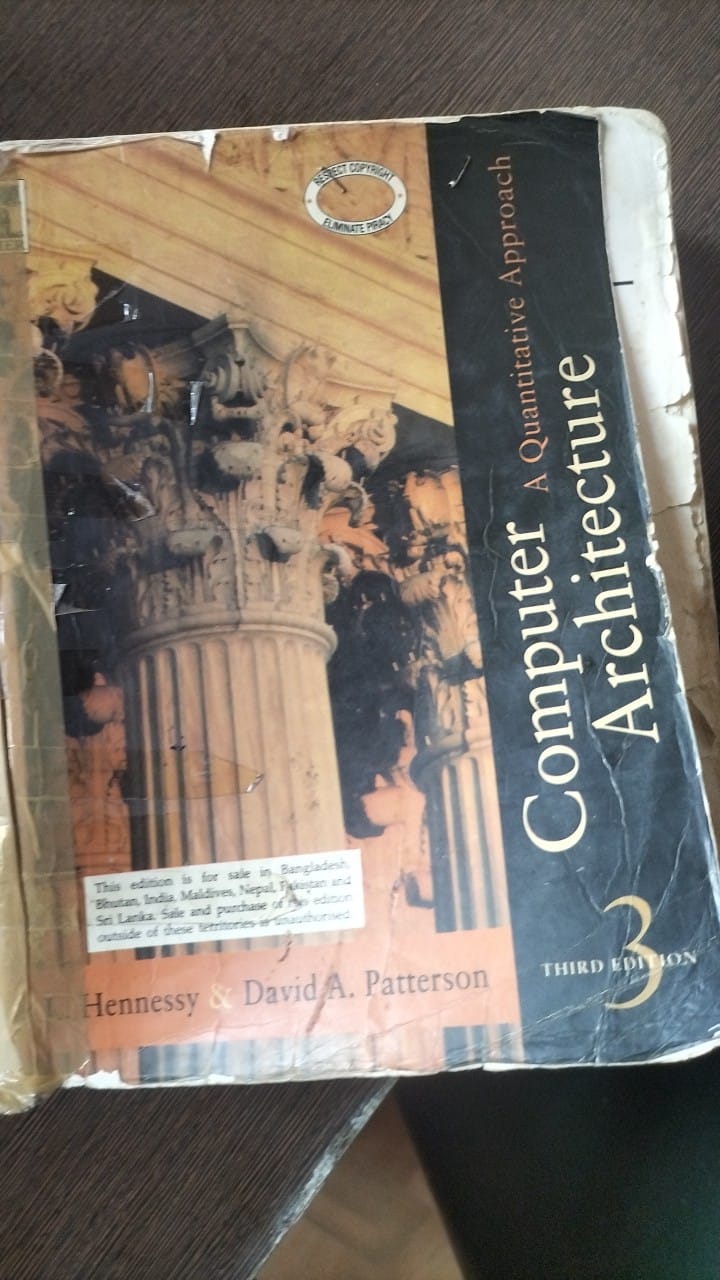 RESPECT COPYRIGHT
ELIMINATE PIRACY
A Quantitative Approach
Computer
Architecture
This edition is for sale in Bangladesh,
Bhutan, India, Maldives, Nepal, Pakistan and
Sri Lanka. Sale and purchase of this edition
outside of these territories is unauthorised.
Hennessy & David A. Patterson
3
THIRD EDITION